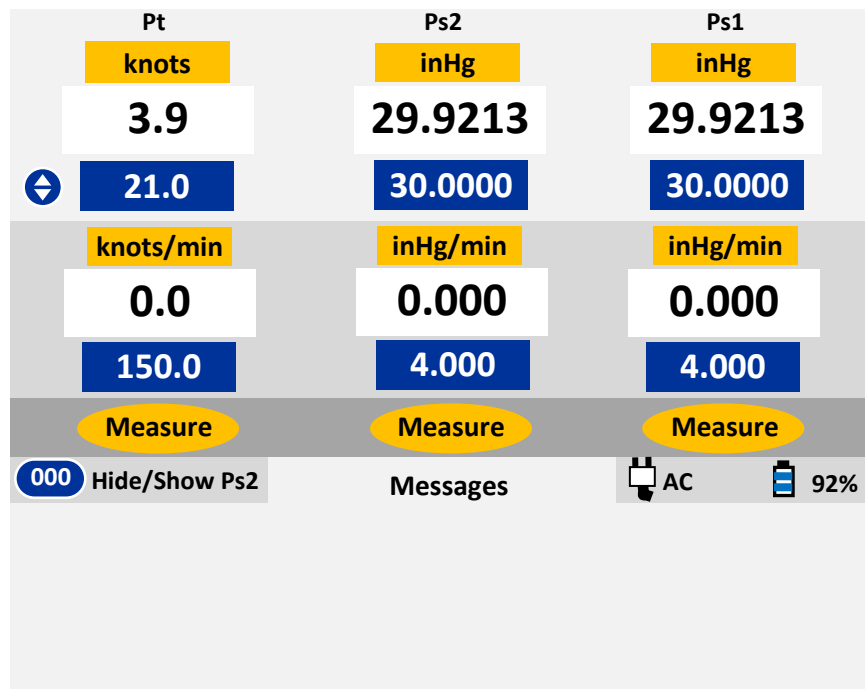 Pt Ps2 Ps1
knots inHg inHg
3.9 29.9213 29.9213
21.0 30.0000 30.0000
knots/min inHg/min inHg/min
0.0 0.000 0.000
150.0 4.000 4.000
Measure Measure Measure
000 Hide/Show Ps2 Messages AC 92%